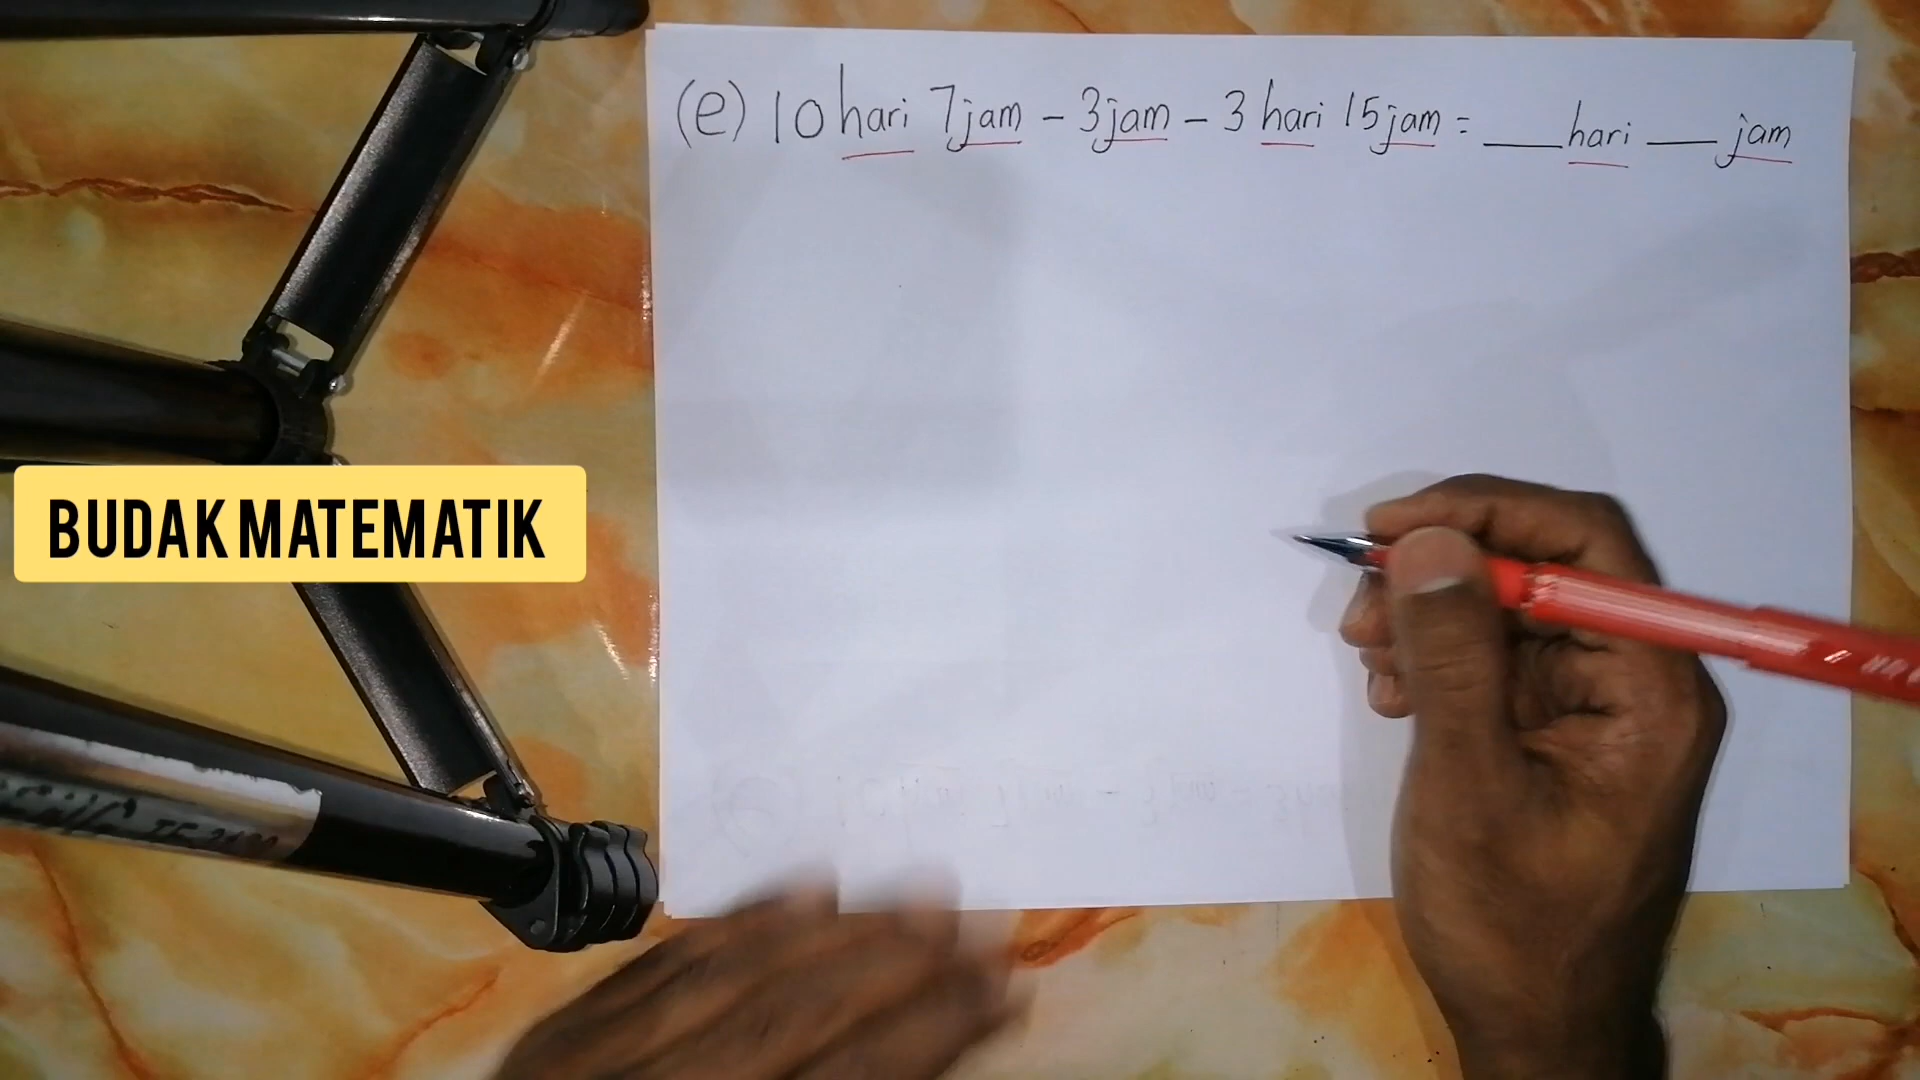 (e) 10 hari 7 jam - 3 jam - 3 hari 15 jam = ___ hari ___ jam
BUDAK MATEMATIK